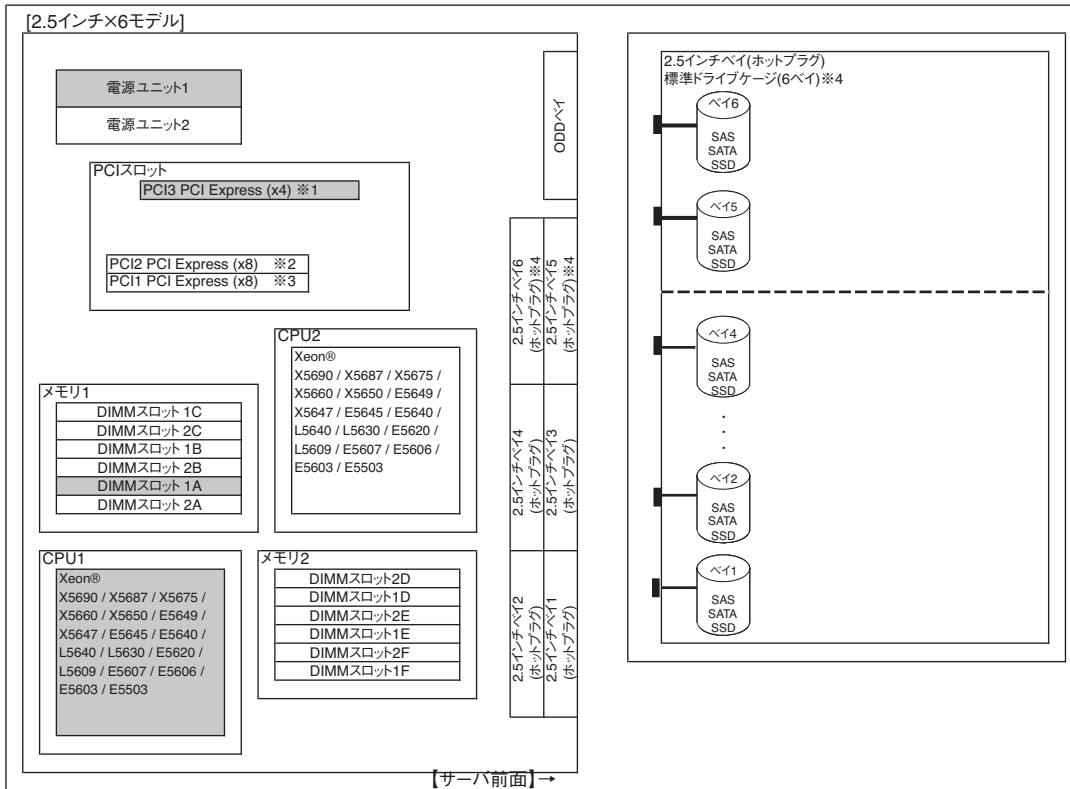 [2.5インチ×6モデル]
電源ユニット1
電源ユニット2
ODDベイ
PCIスロット
PCI3 PCI Express (x4) ※1
PCI2 PCI Express (x8) ※2
PCI1 PCI Express (x8) ※3
2.5インチベイ6
(ホットプラグ)※4
2.5インチベイ5
(ホットプラグ)※4
CPU2
Xeon®
X5690 / X5687 / X5675 /
X5660 / X5650 / E5649 /
X5647 / E5645 / E5640 /
L5640 / L5630 / E5620 /
L5609 / E5607 / E5606 /
E5603 / E5503
メモリ1
DIMMスロット 1C
DIMMスロット 2C
DIMMスロット 1B
DIMMスロット 2B
DIMMスロット 1A
DIMMスロット 2A
2.5インチベイ4
(ホットプラグ)
2.5インチベイ3
(ホットプラグ)
CPU1
Xeon®
X5690 / X5687 / X5675 /
X5660 / X5650 / E5649 /
X5647 / E5645 / E5640 /
L5640 / L5630 / E5620 /
L5609 / E5607 / E5606 /
E5603 / E5503
メモリ2
DIMMスロット2D
DIMMスロット1D
DIMMスロット2E
DIMMスロット1E
DIMMスロット2F
DIMMスロット1F
2.5インチベイ2
(ホットプラグ)
2.5インチベイ1
(ホットプラグ)
【サーバ前面】→
2.5インチベイ(ホットプラグ)
標準ドライブケージ(6ベイ)※4
ベイ6
SAS
SATA
SSD
ベイ5
SAS
SATA
SSD
ベイ4
SAS
SATA
SSD
・
・
・
ベイ2
SAS
SATA
SSD
ベイ1
SAS
SATA
SSD